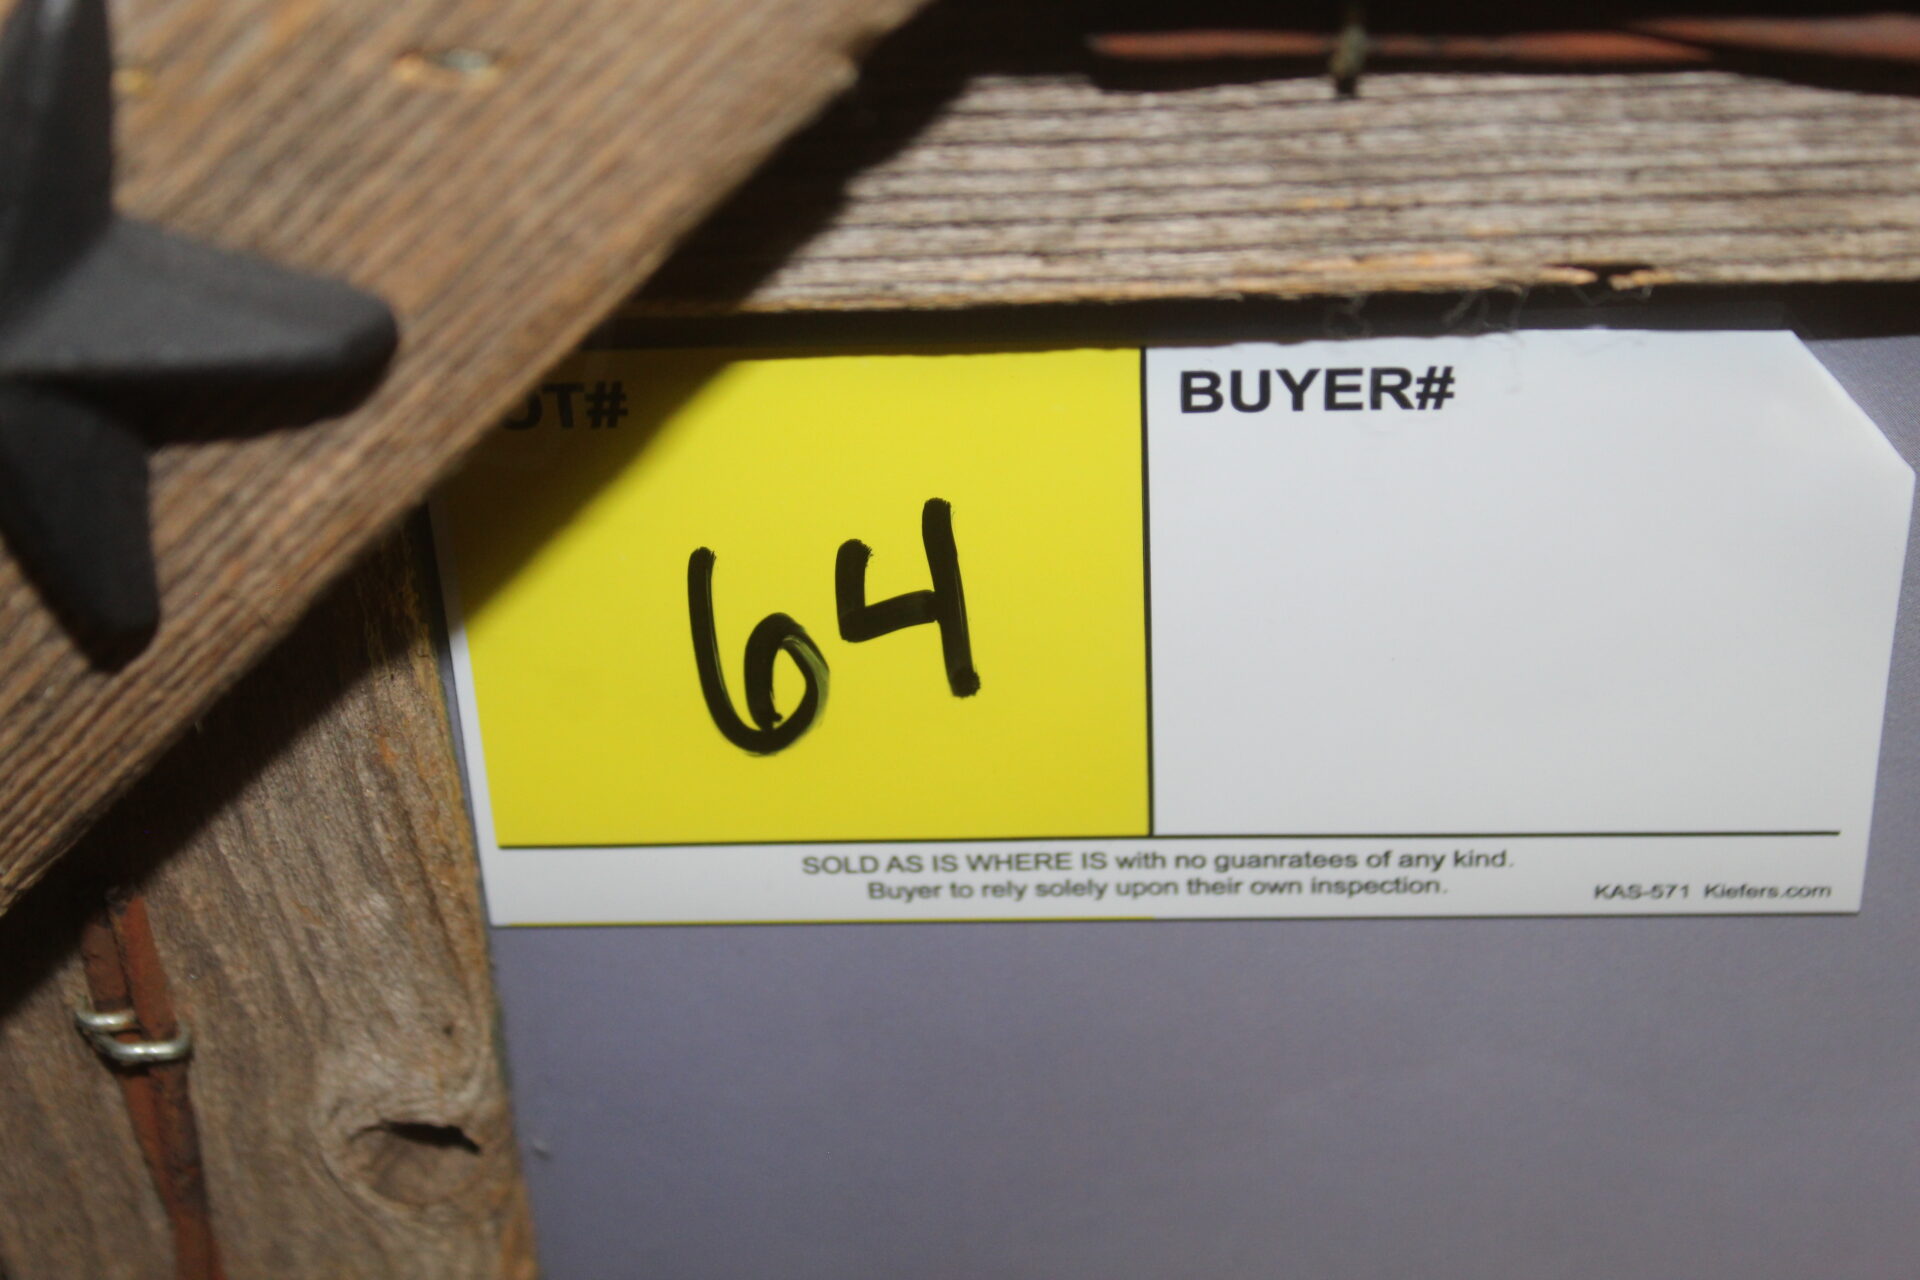 OT#
BUYER#
64
SOLD AS IS WHERE IS with no guanratees of any kind.
Buyer to rely solely upon their own inspection.
KAS-571 Kiefers.com